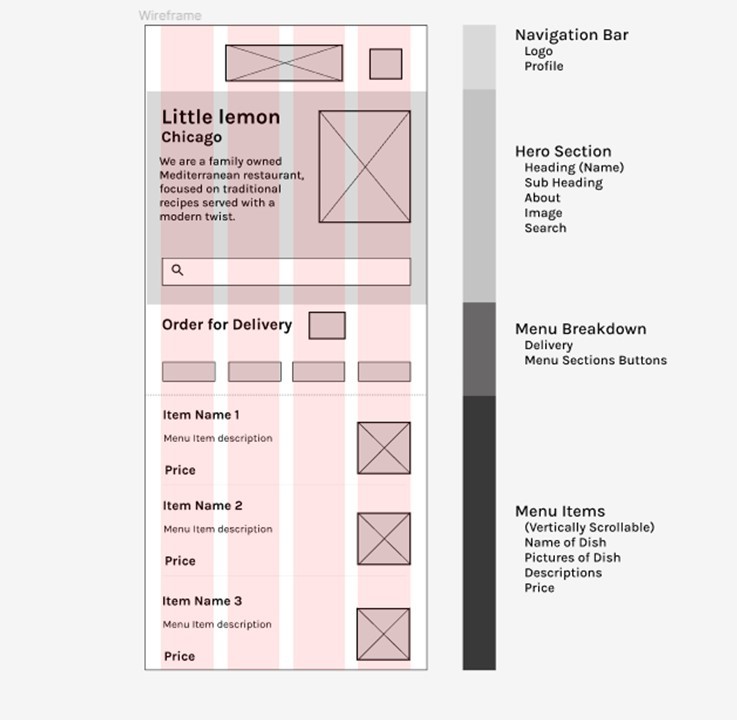 Wireframe
Little lemon
Chicago
We are a family owned
Mediterranean restaurant,
focused on traditional
recipes served with a
modern twist.
Order for Delivery
Item Name 1
Menu Item description
Price
Item Name 2
Menu Item description
Price
Item Name 3
Menu Item description
Price
Navigation Bar
Logo
Profile
Hero Section
Heading (Name)
Sub Heading
About
Image
Search
Menu Breakdown
Delivery
Menu Sections Buttons
Menu Items
(Vertically Scrollable)
Name of Dish
Pictures of Dish
Descriptions
Price